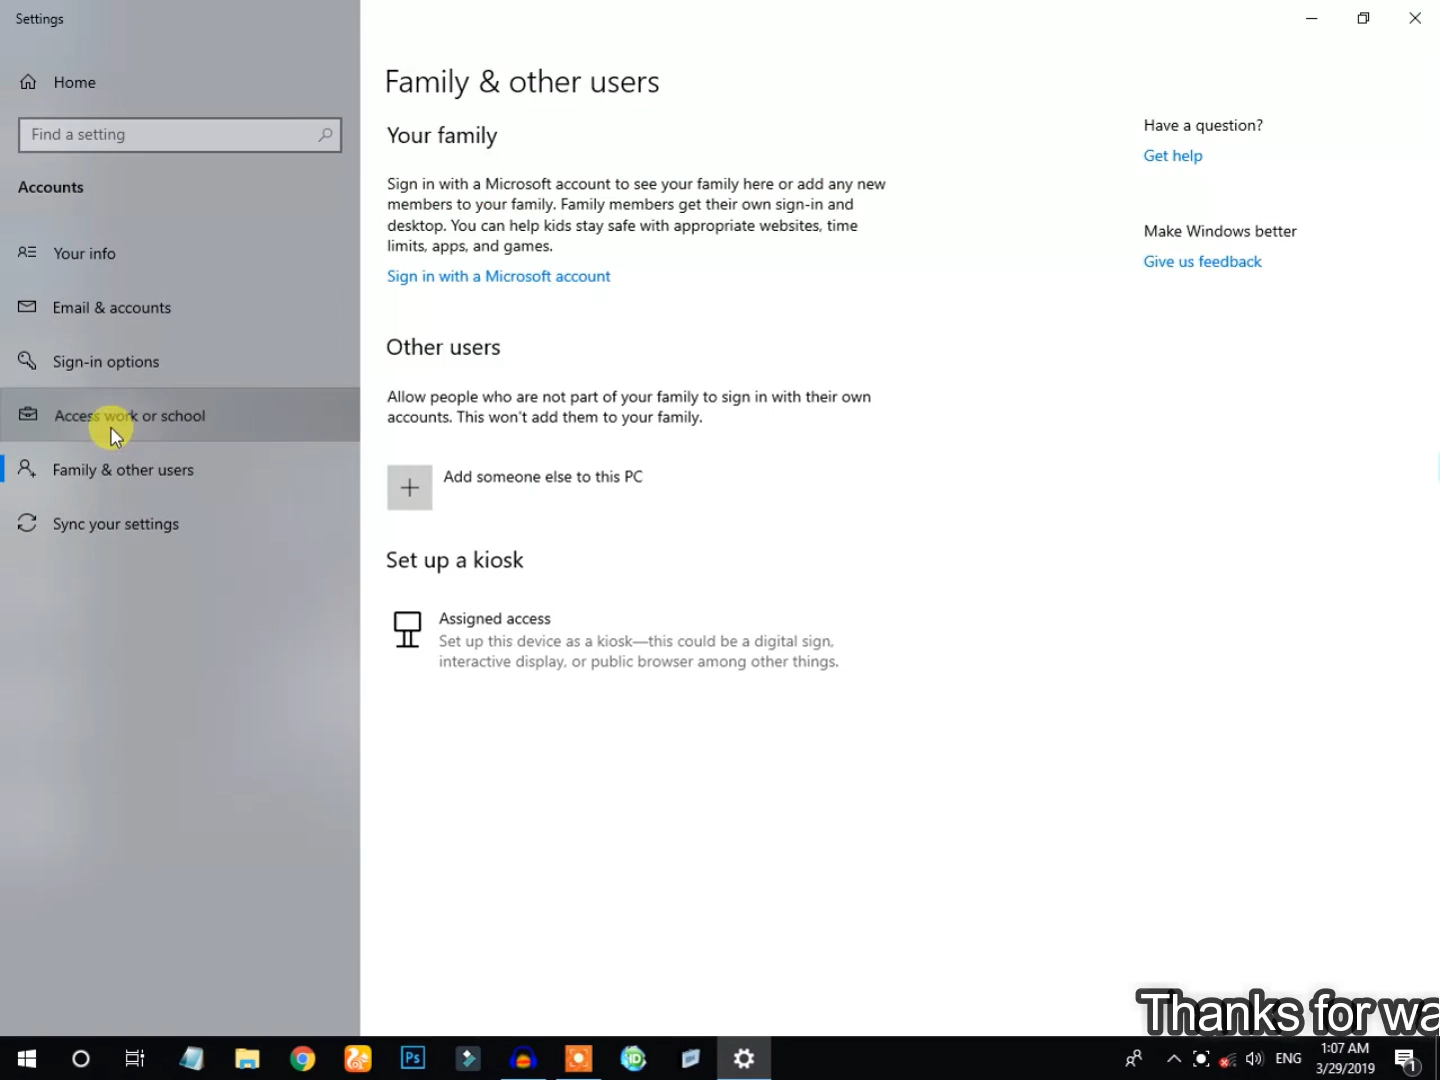 Settings
Home
Find a setting
Accounts
Your info
Email & accounts
Sign-in options
Access work or school
Family & other users
Sync your settings
Family & other users
Your family
Sign in with a Microsoft account to see your family here or add any new
members to your family. Family members get their own sign-in and
desktop. You can help kids stay safe with appropriate websites, time
limits, apps, and games.
Sign in with a Microsoft account
Other users
Allow people who are not part of your family to sign in with their own
accounts. This won't add them to your family.
Add someone else to this PC
Set up a kiosk
Assigned access
Set up this device as a kiosk—this could be a digital sign,
interactive display, or public browser among other things.
Have a question?
Get help
Make Windows better
Give us feedback
Thanks for wa
Ps
ID
ENG
1:07 AM
3/29/2019
1